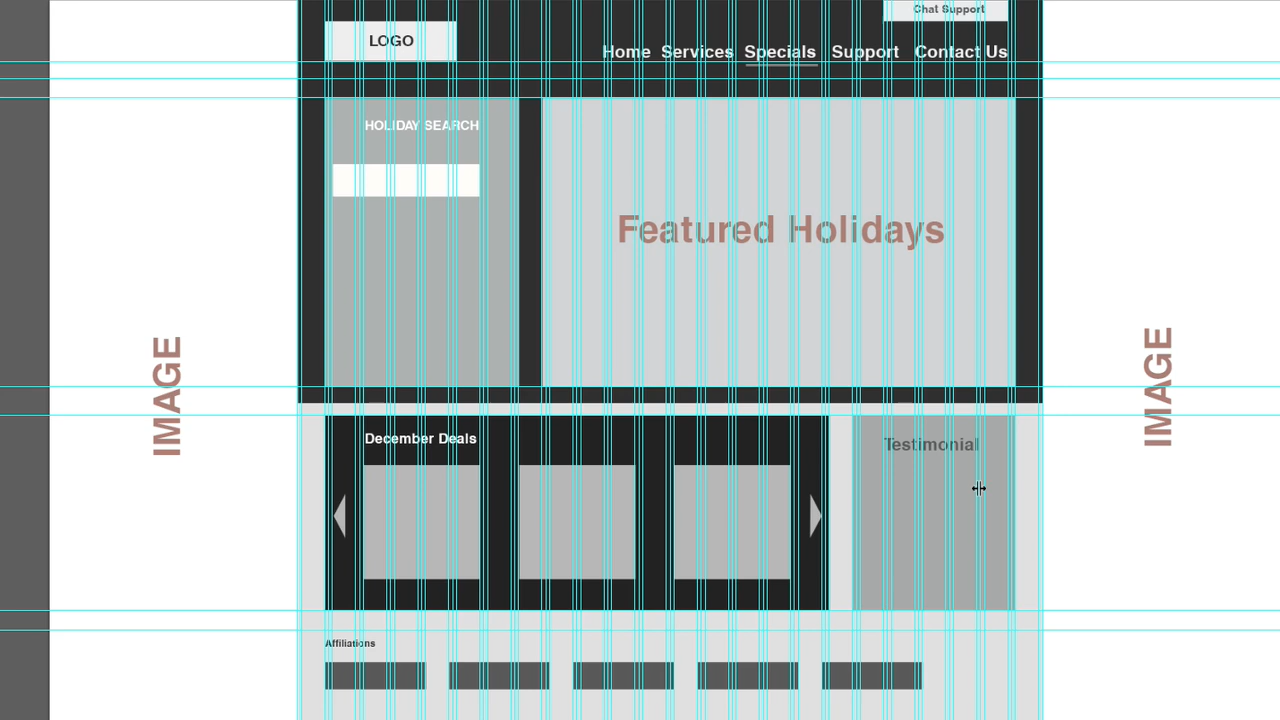 Chat Support
LOGO
Home Services Specials Support Contact Us
HOLIDAY SEARCH
Featured Holidays
IMAGE
IMAGE
December Deals
Testimonial
Affiliations